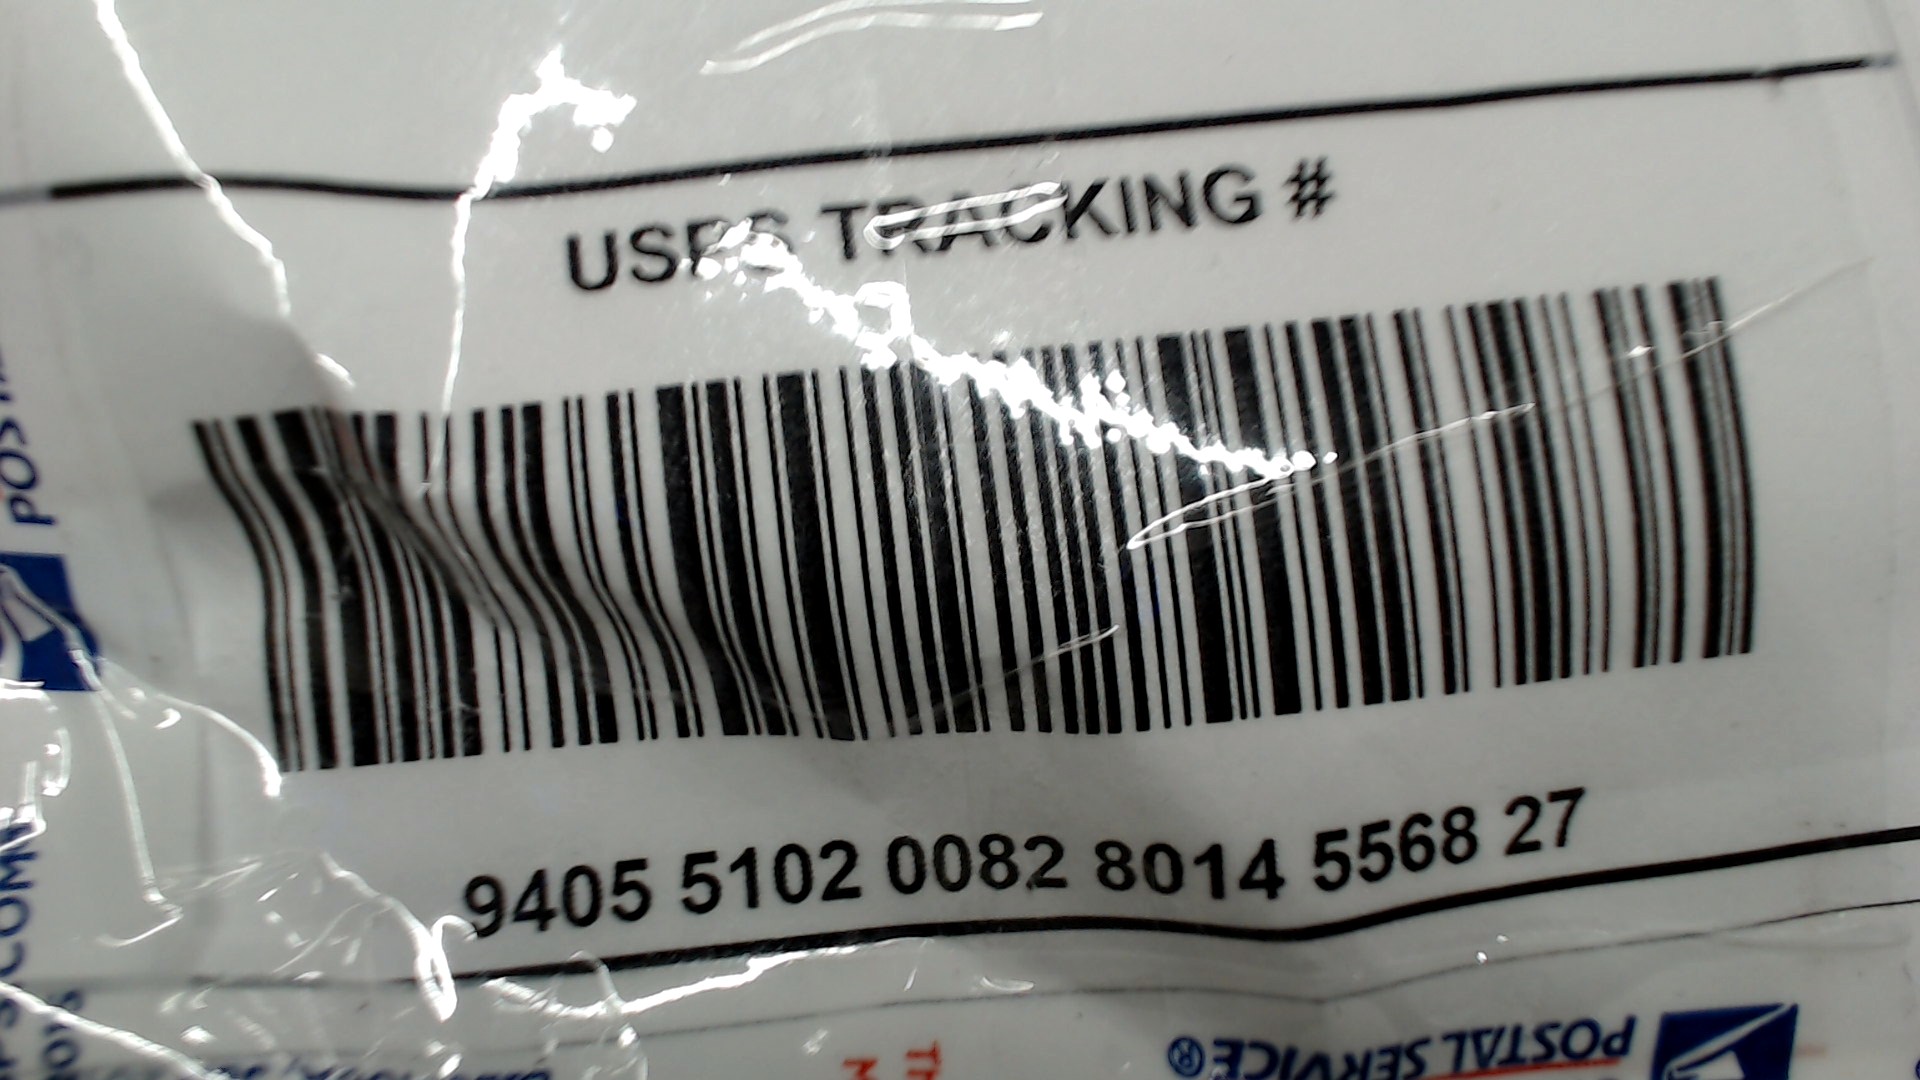 USPS TRACKING #
9405 5102 0082 8014 5568 27
POSTAL SERVICE®